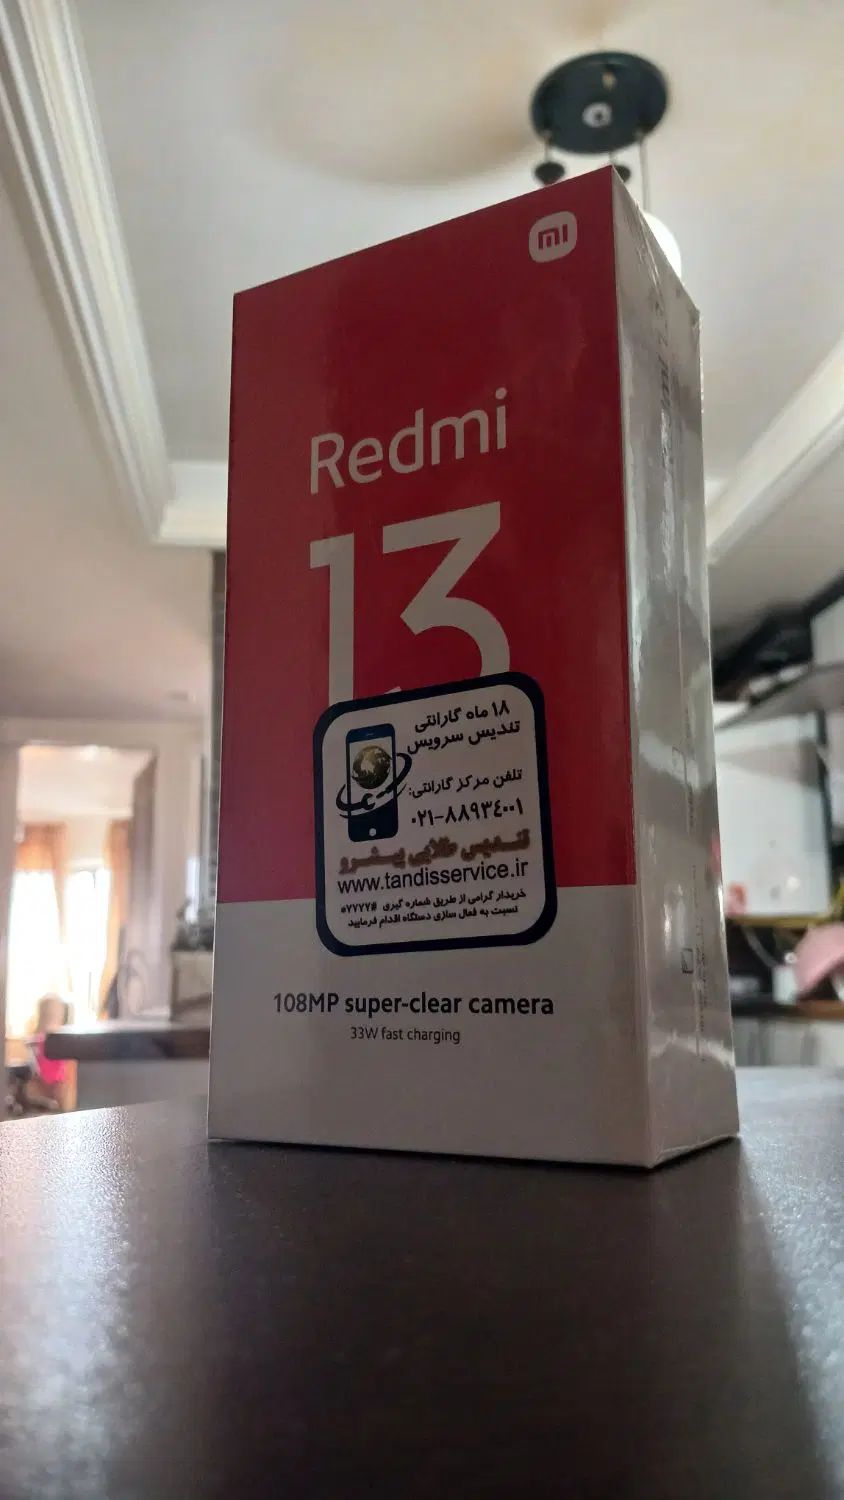 mi
Redmi
13
۱۸ ماه گارانتی
تندیس سرویس
تلفن مرکز گارانتی:
۰۲۱-۸۸۹۳٤۰۰۱
تندیس طلایی پیشرو
www.tandisservice.ir
خریدار گرامی از طریق شماره گیری #۷۷۷۷*
نسبت به فعال سازی دستگاه اقدام فرمایید
108MP super-clear camera
33W fast charging